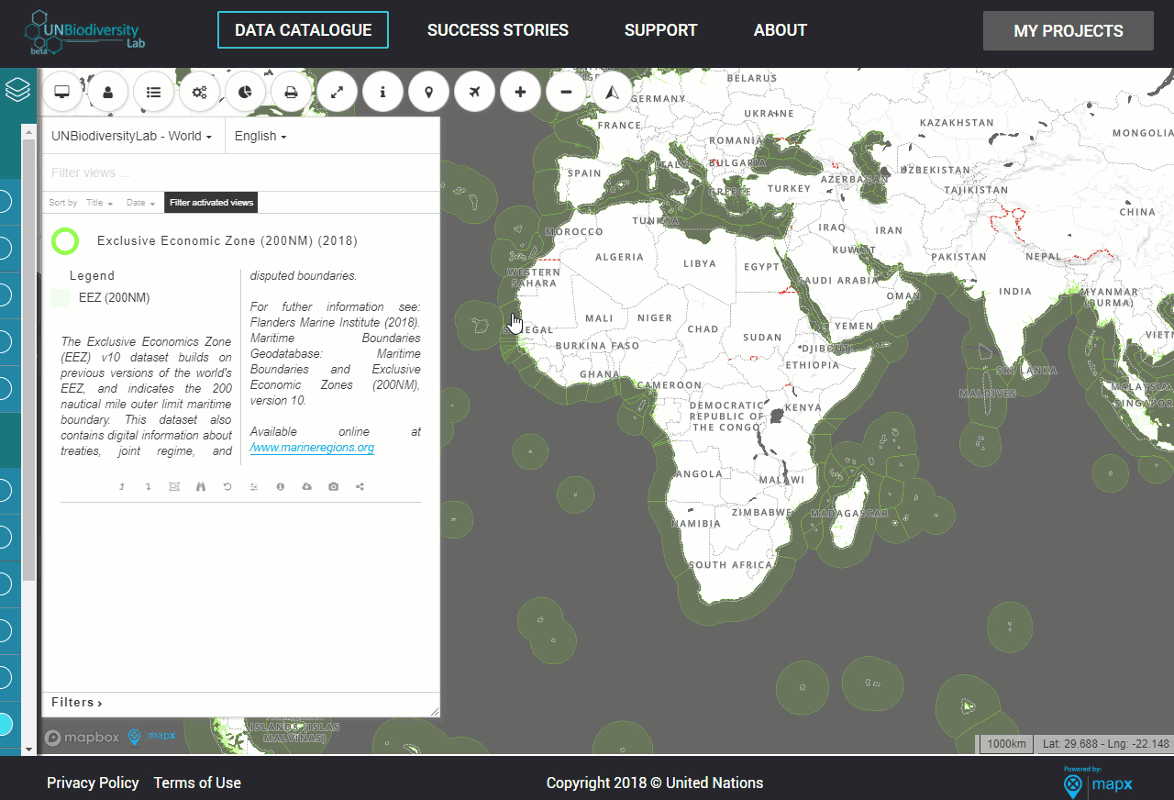 UNBiodiversity
Lab
beta
DATA CATALOGUE
SUCCESS STORIES
SUPPORT
ABOUT
MY PROJECTS
UNBiodiversityLab - World
English
Filter views ...
Sort by Title Date Filter activated views
Exclusive Economic Zone (200NM) (2018)
Legend
EEZ (200NM)
The Exclusive Economics Zone
(EEZ) v10 dataset builds on
previous versions of the world's
EEZ, and indicates the 200
nautical mile outer limit maritime
boundary. This dataset also
contains digital information about
treaties, joint regime, and
disputed boundaries.
For futher information see:
Flanders Marine Institute (2018).
Maritime Boundaries
Geodatabase: Maritime
Boundaries and Exclusive
Economic Zones (200NM),
version 10.
Available online at
/www.marineregions.org
Filters
mapbox
mapx
BELARUS
GERMANY
UKRAINE
FRANCE
KAZAKHSTAN
MONGOLIA
ROMANIA
BULGARIA
SPAIN
GREECE
TURKEY
AZERBAIJAN
UZBEKISTAN
TAJIKISTAN
CHINA
TUNISIA
MOROCCO
ALGERIA
LIBYA
EGYPT
IRAQ
IRAN
KUWAIT
PAKISTAN
NEPAL
WESTERN
SAHARA
SAUDI ARABIA
OMAN
INDIA
MYANMAR
(BURMA)
MALI
NIGER
CHAD
SUDAN
YEMEN
DJIBOUTI
BURKINA FASO
ETHIOPIA
GHANA
CAMEROON
SRI LANKA
MALDIVES
DEMOCRATIC
REPUBLIC OF
THE CONGO
KENYA
ANGOLA
MALAWI
ZIMBABWE
MADAGASCAR
NAMIBIA
SOUTH AFRICA
1000km
Lat: 29.688 - Lng: -22.148
Privacy Policy
Terms of Use
Copyright 2018 © United Nations
Powered by:
mapx